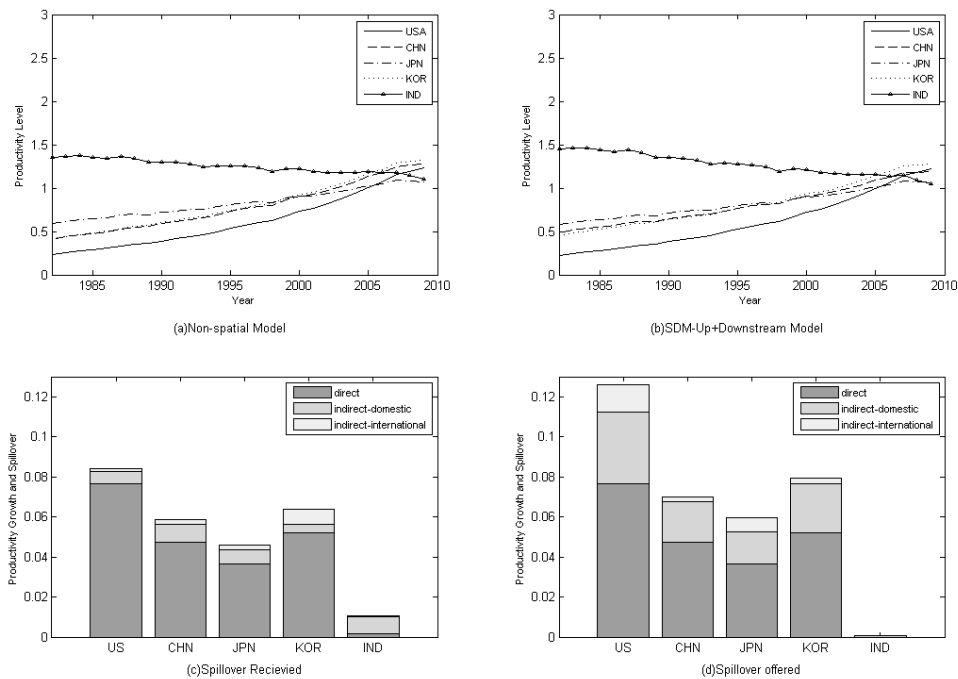 3
2.5
2
1.5
1
0.5
0
Productivity Level
1985
1990
1995
2000
2005
2010
Year
USA
CHN
JPN
KOR
IND
(a)Non-spatial Model
3
2.5
2
1.5
1
0.5
0
Productivity Level
1985
1990
1995
2000
2005
2010
Year
USA
CHN
JPN
KOR
IND
(b)SDM-Up+Downstream Model
0.12
0.1
0.08
0.06
0.04
0.02
0
Productivity Growth and Spillover
direct
indirect-domestic
indirect-international
US
CHN
JPN
KOR
IND
(c)Spillover Recievied
0.12
0.1
0.08
0.06
0.04
0.02
0
Productivity Growth and Spillover
direct
indirect-domestic
indirect-international
US
CHN
JPN
KOR
IND
(d)Spillover offered